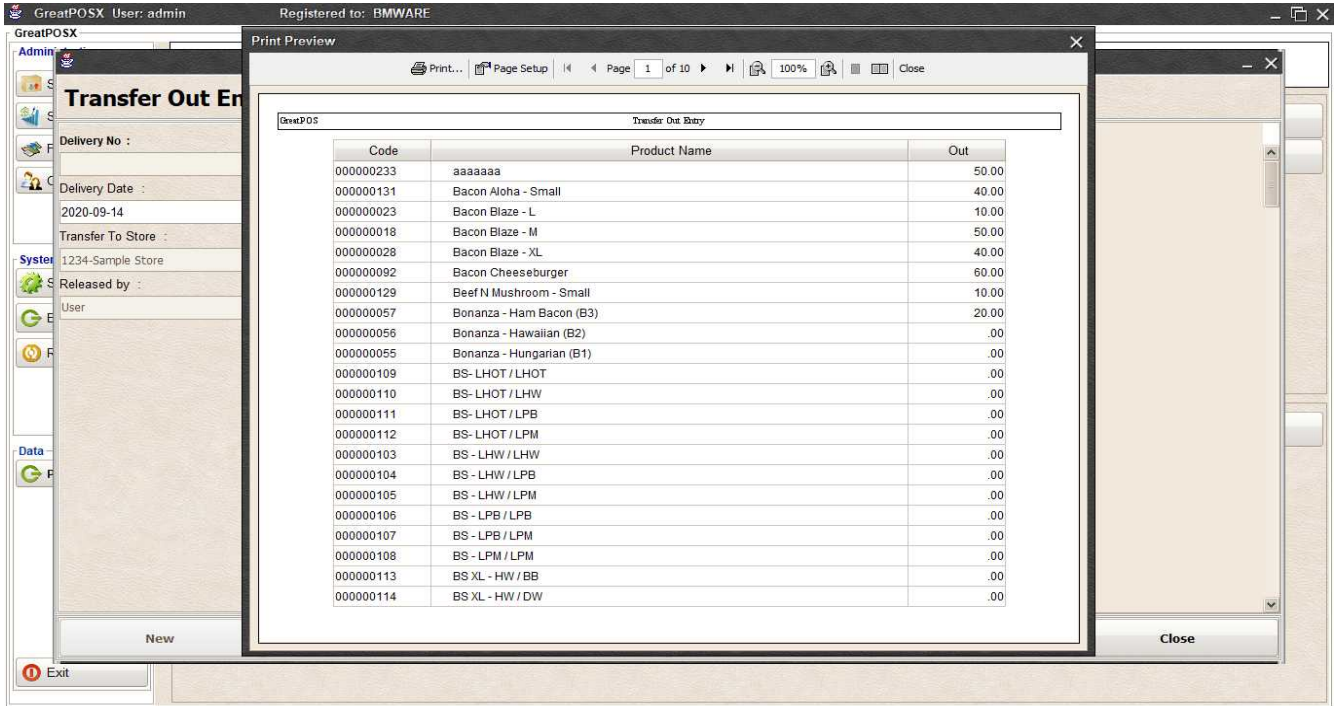 GreatPOSX User: admin Registered to: BMWARE
GreatPOSX
Admin
Print Preview
Print... Page Setup Page 1 of 10 100% Close
Transfer Out En
Delivery No :
Delivery Date :
2020-09-14
Transfer To Store :
1234-Sample Store
Released by :
User
System
Data
GreatPOS Transfer Out Entry
Code Product Name Out
000000233 aaaaaaa 50.00
000000131 Bacon Aloha - Small 40.00
000000023 Bacon Blaze - L 10.00
000000018 Bacon Blaze - M 50.00
000000028 Bacon Blaze - XL 40.00
000000092 Bacon Cheeseburger 60.00
000000129 Beef N Mushroom - Small 10.00
000000057 Bonanza - Ham Bacon (B3) 20.00
000000056 Bonanza - Hawaiian (B2) .00
000000055 Bonanza - Hungarian (B1) .00
000000109 BS- LHOT / LHOT .00
000000110 BS- LHOT / LHW .00
000000111 BS- LHOT / LPB .00
000000112 BS- LHOT / LPM .00
000000103 BS - LHW / LHW .00
000000104 BS - LHW / LPB .00
000000105 BS - LHW / LPM .00
000000106 BS - LPB / LPB .00
000000107 BS - LPB / LPM .00
000000108 BS - LPM / LPM .00
000000113 BS XL - HW / BB .00
000000114 BS XL - HW / DW .00
New Close
Exit